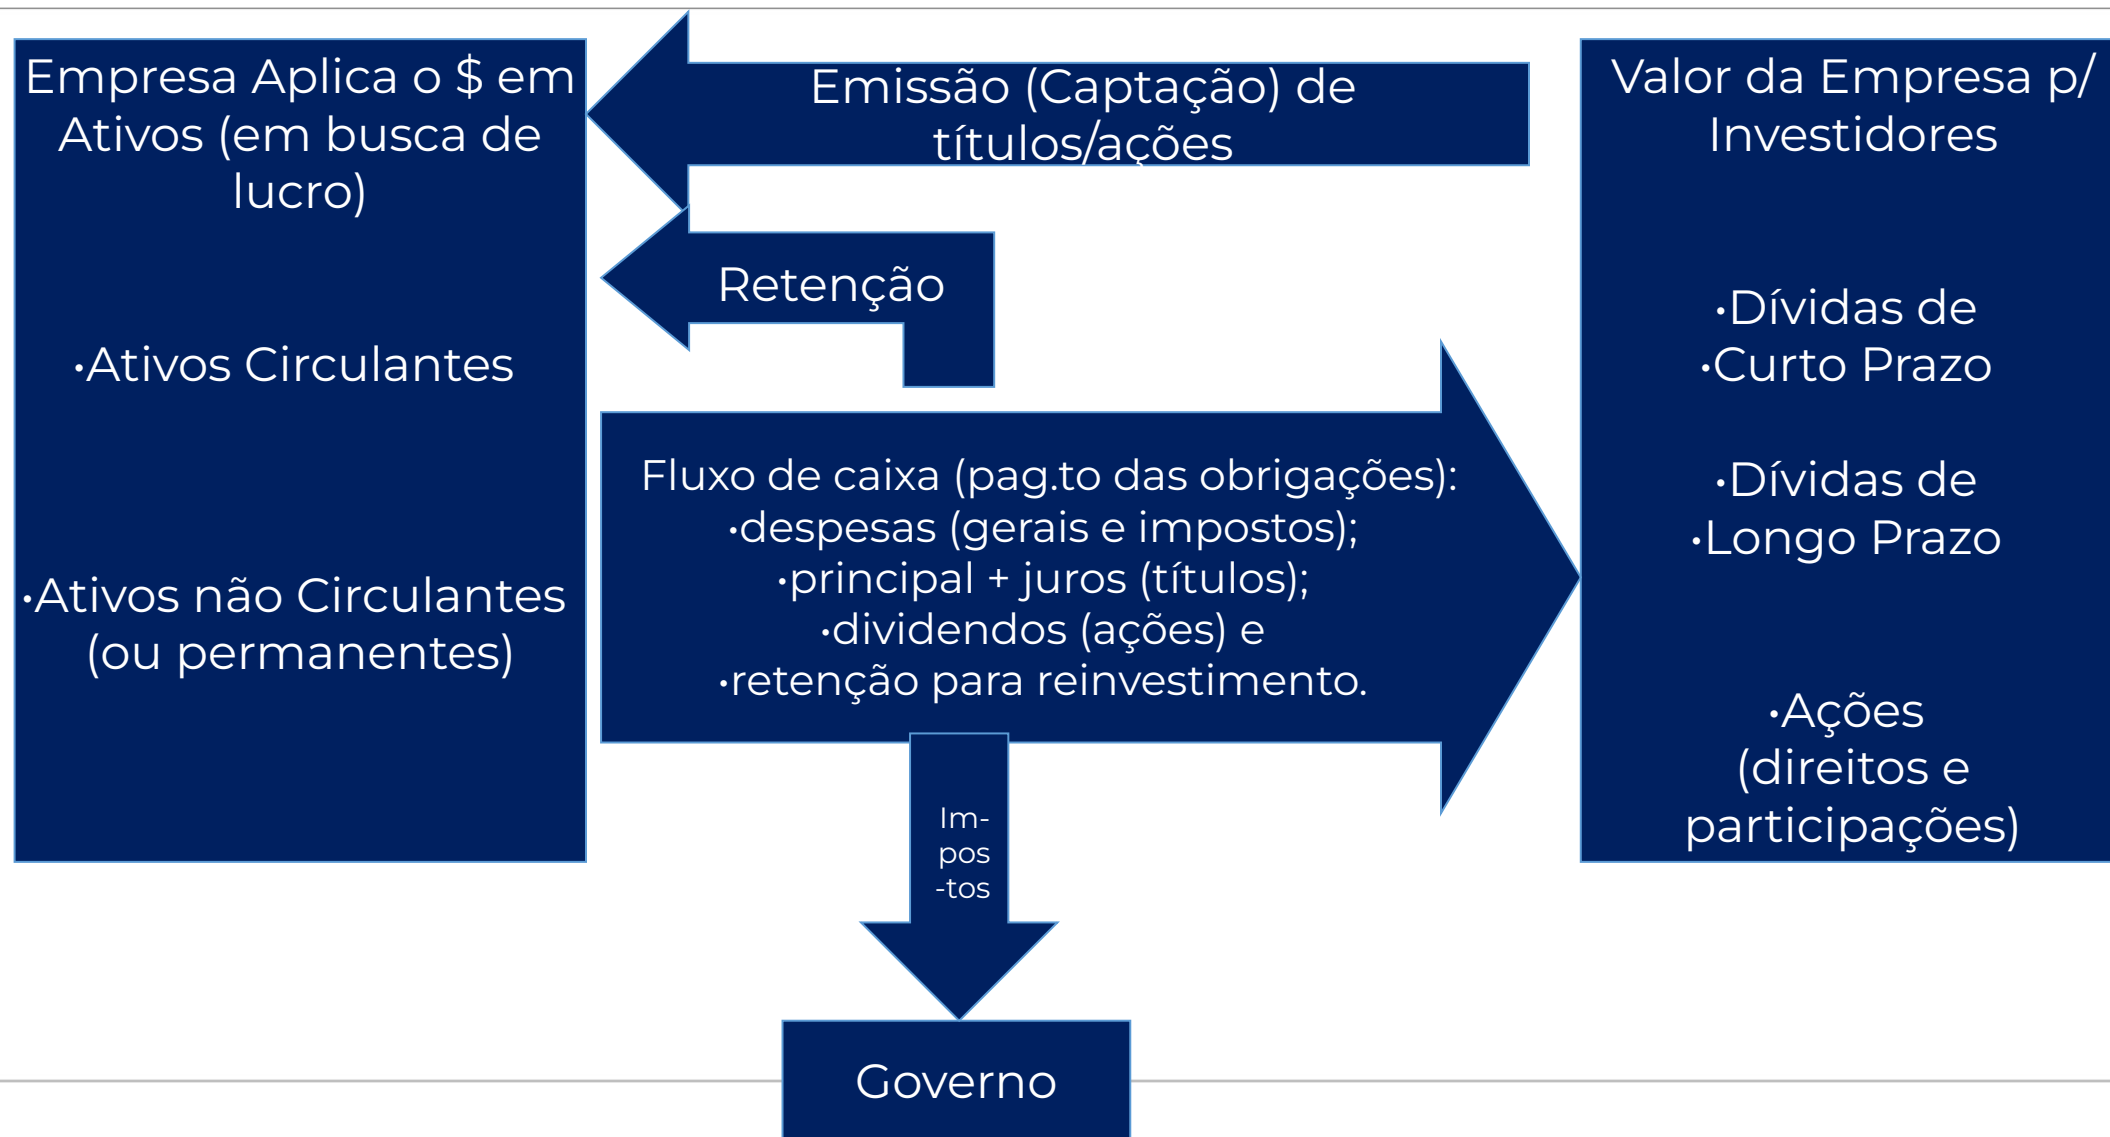 Empresa Aplica o $ em
Ativos (em busca de
lucro)
•Ativos Circulantes
•Ativos não Circulantes
(ou permanentes)
Emissão (Captação) de
títulos/ações
Retenção
Fluxo de caixa (pag.to das obrigações):
•despesas (gerais e impostos);
•principal + juros (títulos);
•dividendos (ações) e
•retenção para reinvestimento.
Im-
pos
-tos
Governo
Valor da Empresa p/
Investidores
•Dívidas de
•Curto Prazo
•Dívidas de
•Longo Prazo
•Ações
(direitos e
participações)